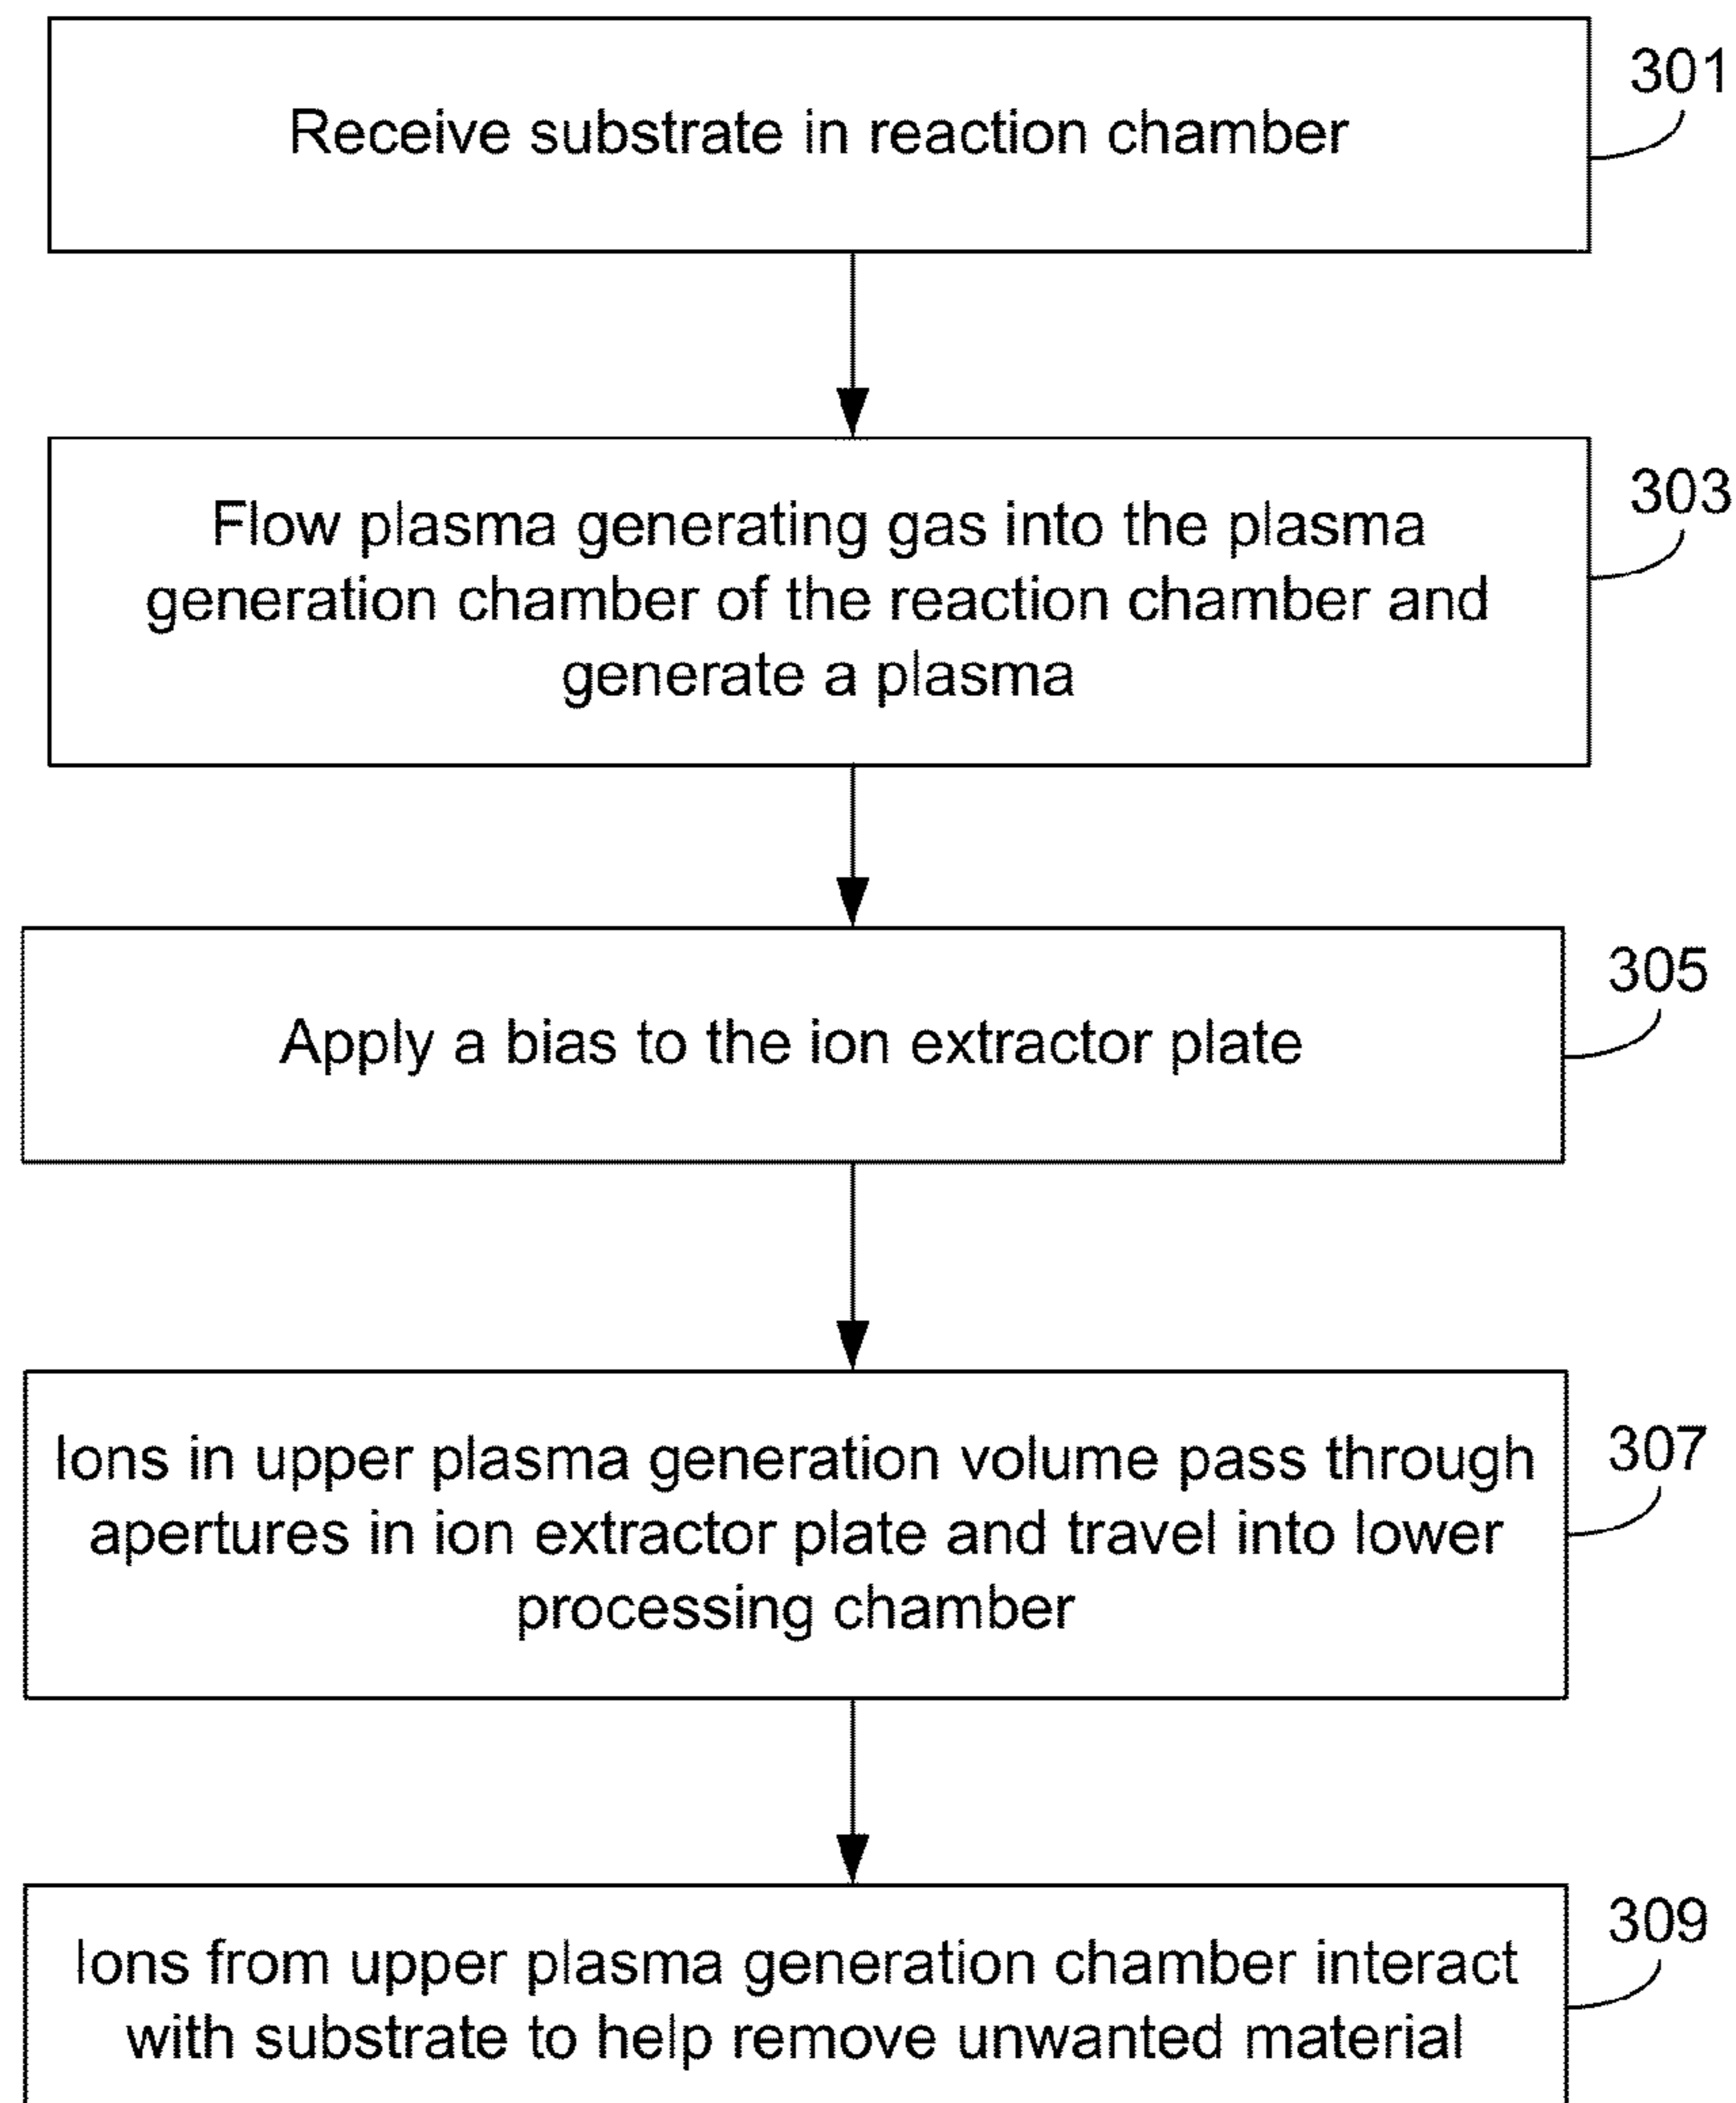 301
Receive substrate in reaction chamber
303
Flow plasma generating gas into the plasma
generation chamber of the reaction chamber and
generate a plasma
305
Apply a bias to the ion extractor plate
307
Ions in upper plasma generation volume pass through
apertures in ion extractor plate and travel into lower
processing chamber
309
Ions from upper plasma generation chamber interact
with substrate to help remove unwanted material